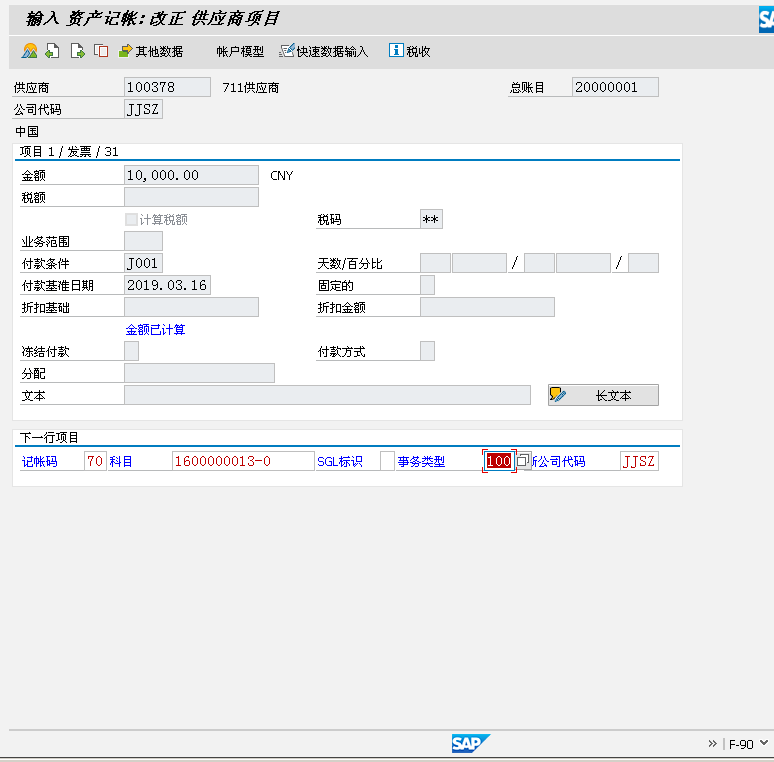 输入 资产记帐: 改正 供应商项目
其他数据 帐户模型 快速数据输入 税收
供应商 100378 711供应商 总账目 20000001
公司代码 JJSZ
中国
项目 1 / 发票 / 31
金额 10,000.00 CNY
税额
计算税额 税码 **
业务范围
付款条件 J001 天数/百分比 / /
付款基准日期 2019.03.16 固定的
折扣基础 折扣金额
金额已计算
冻结付款 付款方式
分配
文本 长文本
下一行项目
记帐码 70 科目 1600000013-0 SGL标识 事务类型 100 公司代码 JJSZ
SAP » F-90